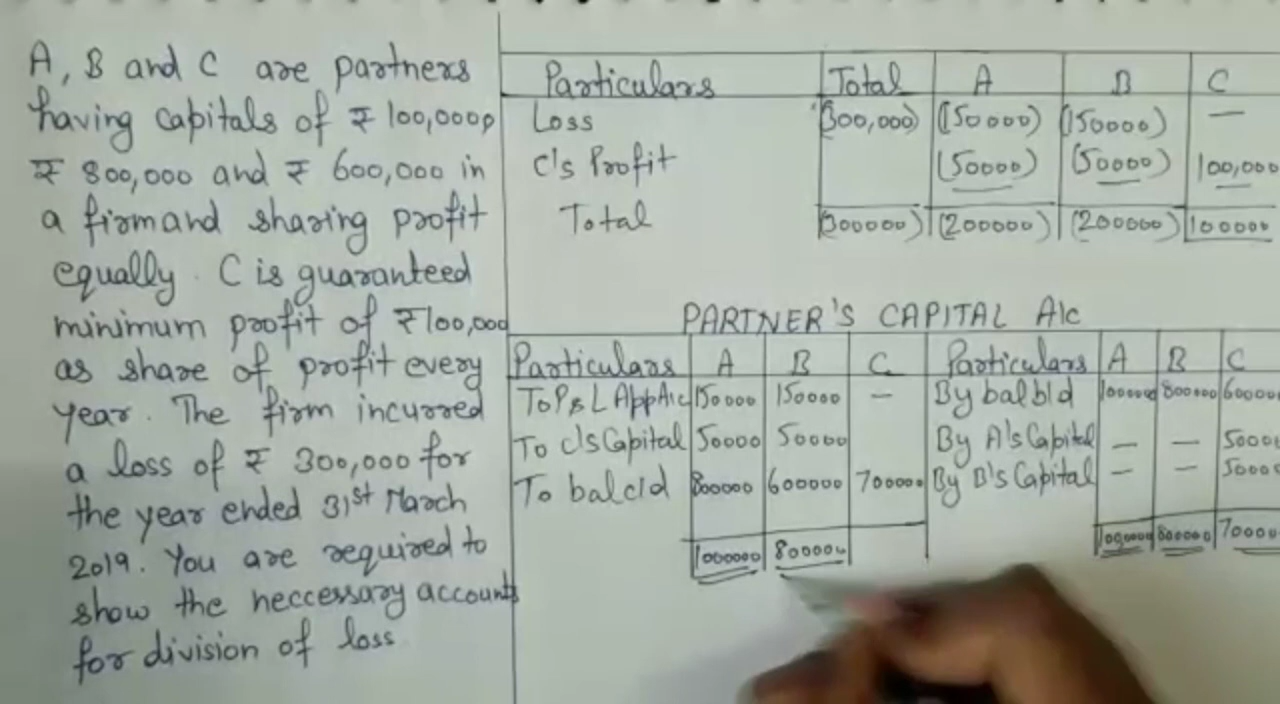 A, B and C are partners
having capitals of ₹ 100,0000
₹ 800,000 and ₹ 600,000 in
a firm and sharing profit
equally. C is guaranteed
minimum profit of ₹100,000
as share of profit every
year. The firm incurred
a loss of ₹ 300,000 for
the year ended 31st March
2019. You are required to
show the neccessary accounts
for division of loss
Particulars Total A B C
Loss (300,000) (150000) (150000) —
C's Profit (50000) (50000) 100,000
Total (300000) (200000) (200000) 100000
PARTNER'S CAPITAL A/c
Particulars A B C Particulars A B C
To P&L App A/c 150000 150000 — By bal b/d 1000000 800000 600000
To C's Capital 50000 50000 By A's Capital — — 50000
To bal c/d 800000 600000 700000 By B's Capital — — 50000
1000000 800000 1000000 800000 70000